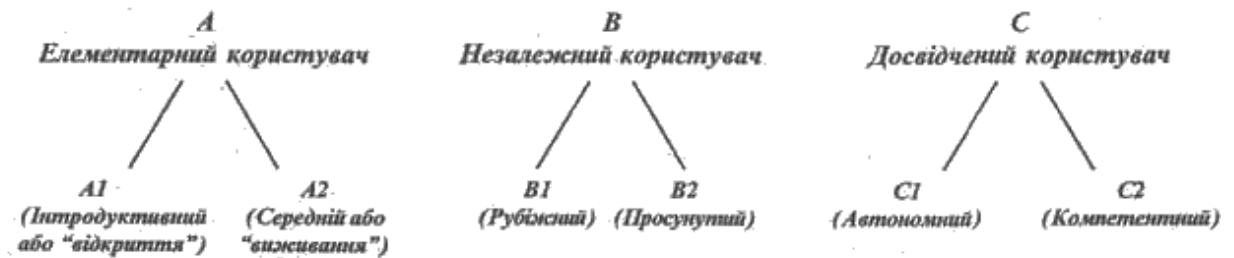 A B C
Елементарний користувач Незалежний користувач Досвідчений користувач
A1 A2 B1 B2 C1 C2
(Інтродуктивний (Середній або (Рубіжний) (Просунутий) (Автономний) (Компетентний)
або “відкриття”) “виживання”)